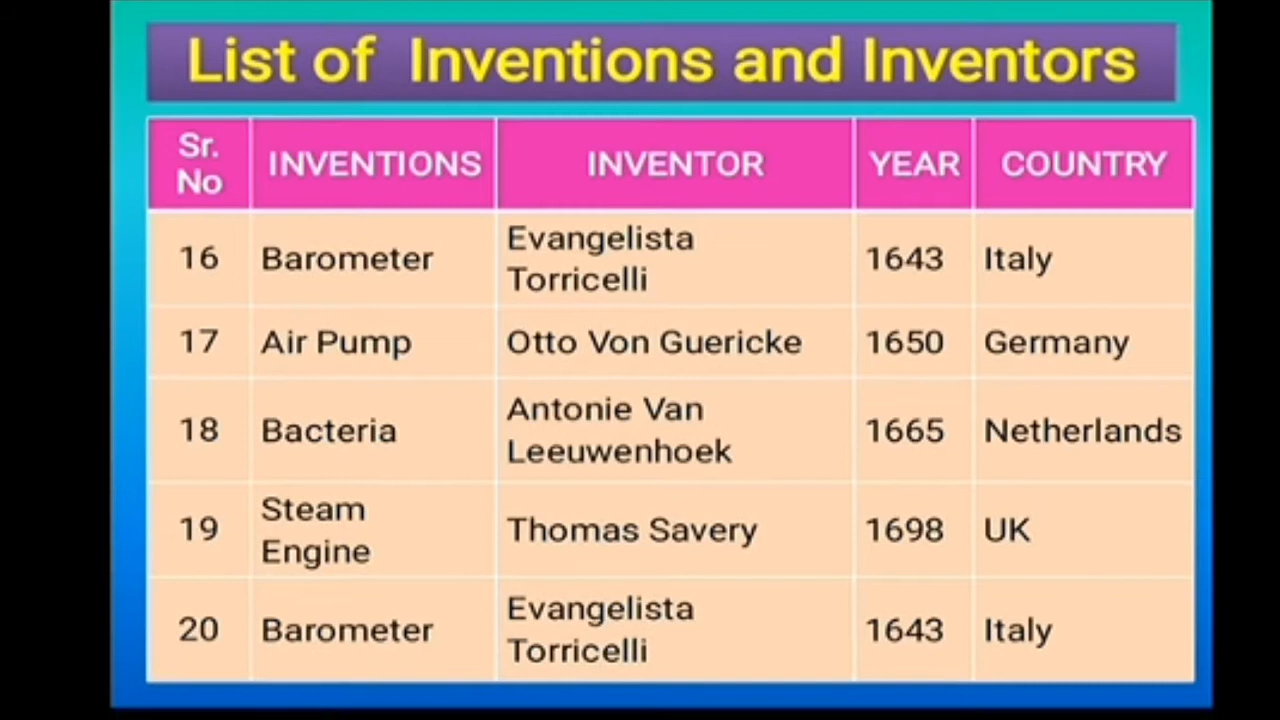 List of Inventions and Inventors
Sr. No INVENTIONS INVENTOR YEAR COUNTRY
16 Barometer Evangelista Torricelli 1643 Italy
17 Air Pump Otto Von Guericke 1650 Germany
18 Bacteria Antonie Van Leeuwenhoek 1665 Netherlands
19 Steam Engine Thomas Savery 1698 UK
20 Barometer Evangelista Torricelli 1643 Italy